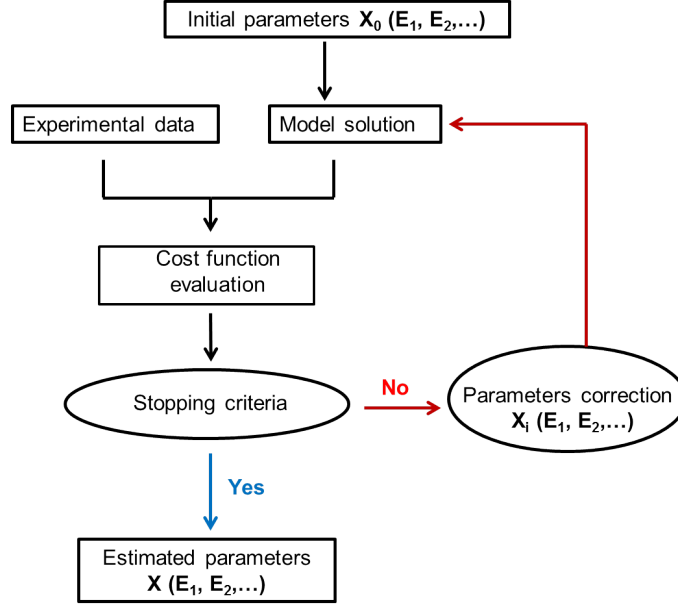 Initial parameters X₀ (E₁, E₂,...)
Experimental data
Model solution
Cost function
evaluation
Stopping criteria
No
Parameters correction
Xᵢ (E₁, E₂,...)
Yes
Estimated parameters
X (E₁, E₂,...)